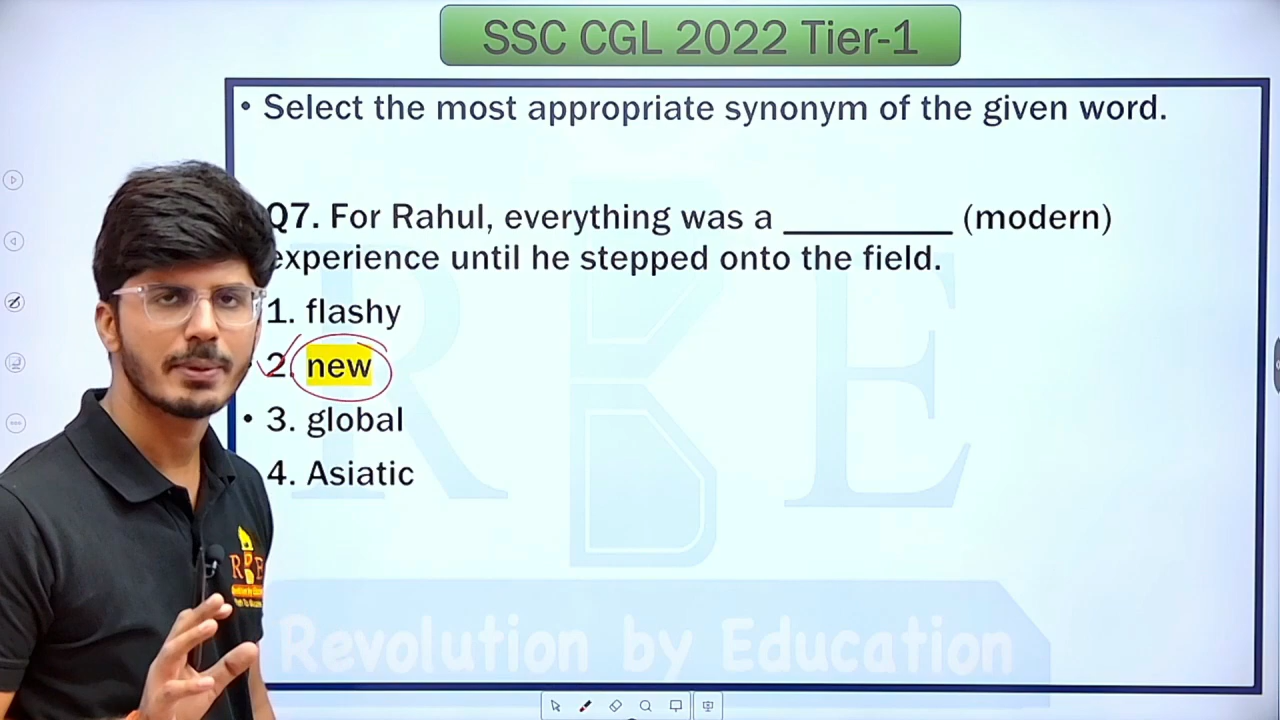 SSC CGL 2022 Tier-1
• Select the most appropriate synonym of the given word.
Q7. For Rahul, everything was a __________ (modern)
experience until he stepped onto the field.
1. flashy
2. new
• 3. global
4. Asiatic
RBE
Revolution by Education
RBE